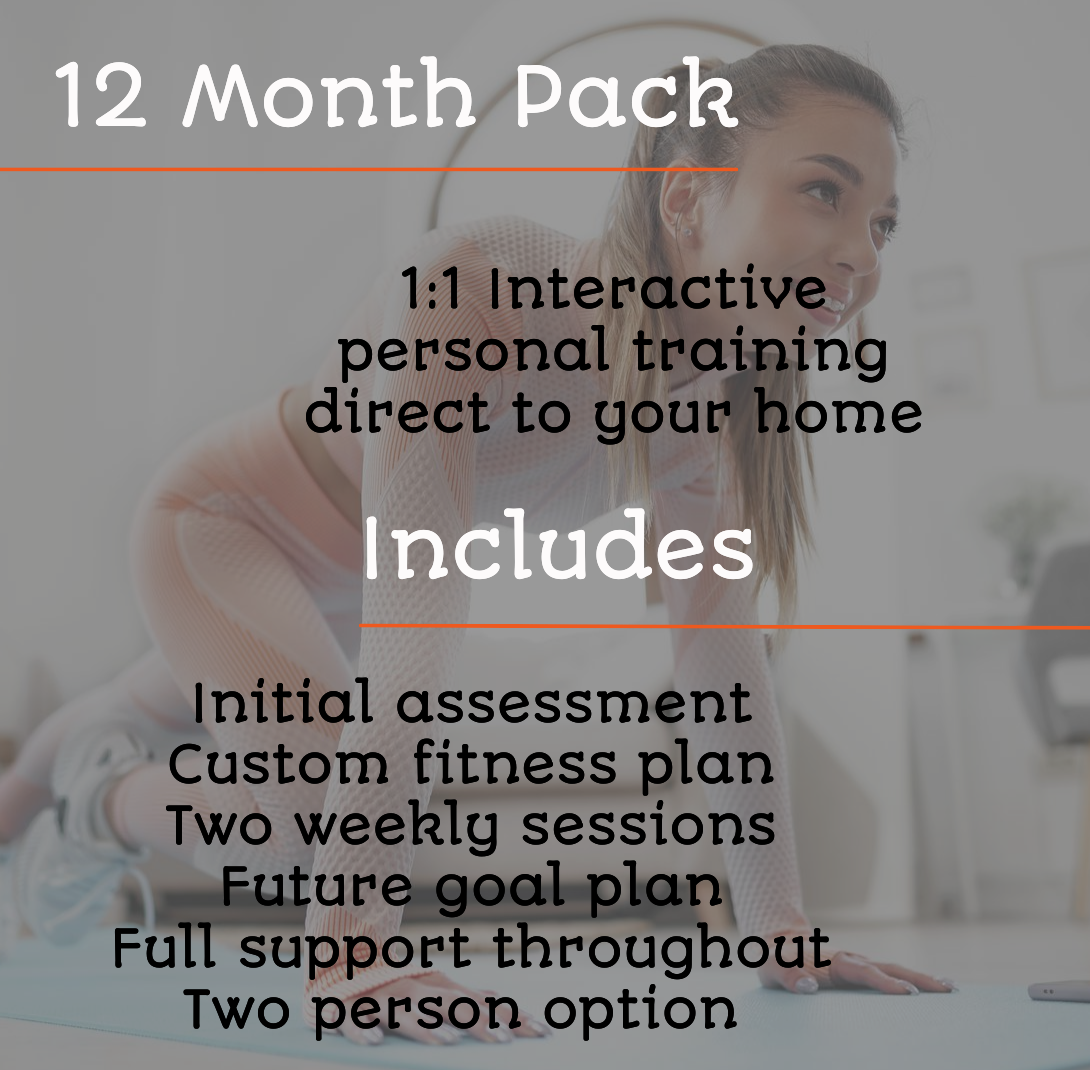 12 Month Pack
1:1 Interactive
personal training
direct to your home
Includes
Initial assessment
Custom fitness plan
Two weekly sessions
Future goal plan
Full support throughout
Two person option